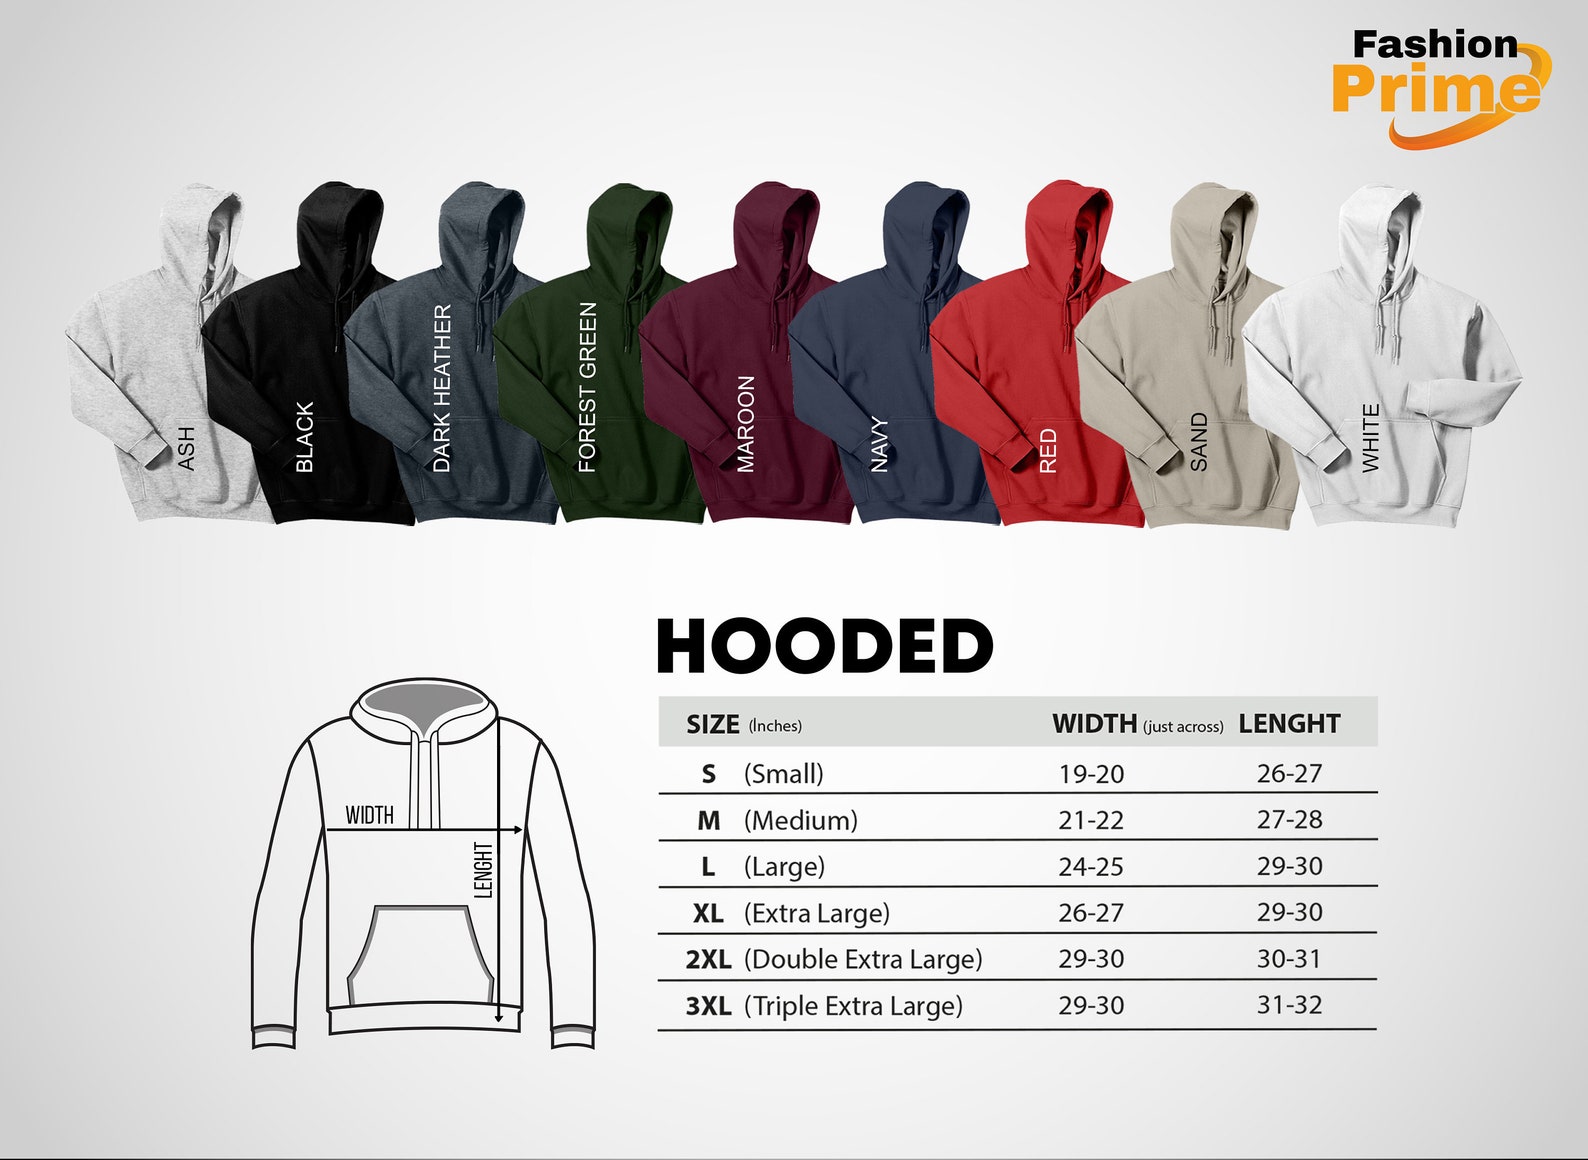 Fashion
Prime
ASH
BLACK
DARK HEATHER
FOREST GREEN
MAROON
NAVY
RED
SAND
WHITE
HOODED
SIZE (Inches) WIDTH (just across) LENGHT
S (Small) 19-20 26-27
M (Medium) 21-22 27-28
L (Large) 24-25 29-30
XL (Extra Large) 26-27 29-30
2XL (Double Extra Large) 29-30 30-31
3XL (Triple Extra Large) 29-30 31-32
WIDTH
LENGHT